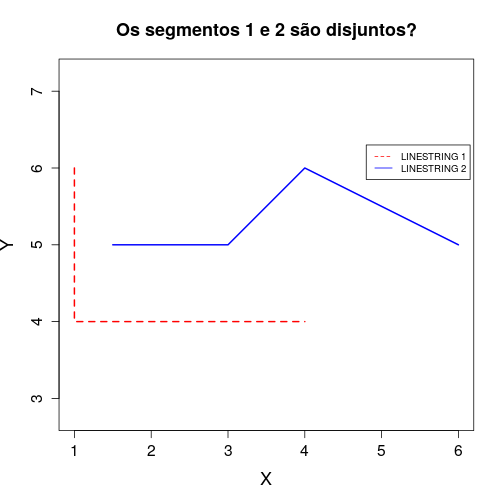 Os segmentos 1 e 2 são disjuntos?
7
6
5
4
3
Y
LINESTRING 1
LINESTRING 2
1 2 3 4 5 6
X